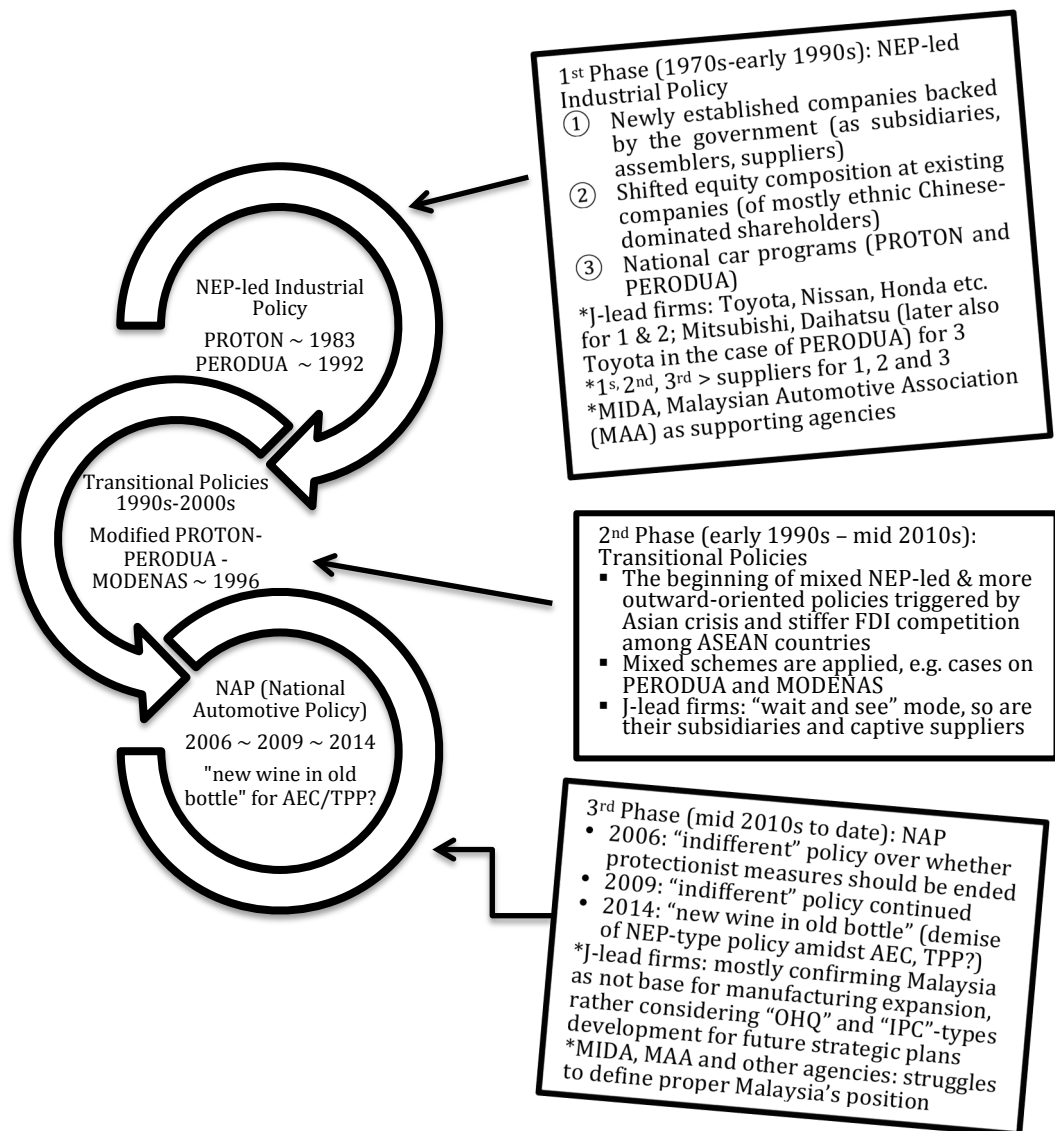 1st Phase (1970s-early 1990s): NEP-led
Industrial Policy
① Newly established companies backed
by the government (as subsidiaries,
assemblers, suppliers)
② Shifted equity composition at existing
companies (of mostly ethnic Chinese-
dominated shareholders)
③ National car programs (PROTON and
PERODUA)
*J-lead firms: Toyota, Nissan, Honda etc.
for 1 & 2; Mitsubishi, Daihatsu (later also
Toyota in the case of PERODUA) for 3
*1s, 2nd, 3rd > suppliers for 1, 2 and 3
*MIDA, Malaysian Automotive Association
(MAA) as supporting agencies
NEP-led Industrial
Policy
PROTON ~ 1983
PERODUA ~ 1992
Transitional Policies
1990s-2000s
Modified PROTON-
PERODUA -
MODENAS ~ 1996
2nd Phase (early 1990s – mid 2010s):
Transitional Policies
▪ The beginning of mixed NEP-led & more
outward-oriented policies triggered by
Asian crisis and stiffer FDI competition
among ASEAN countries
▪ Mixed schemes are applied, e.g. cases on
PERODUA and MODENAS
▪ J-lead firms: “wait and see” mode, so are
their subsidiaries and captive suppliers
NAP (National
Automotive Policy)
2006 ~ 2009 ~ 2014
"new wine in old
bottle" for AEC/TPP?
3rd Phase (mid 2010s to date): NAP
• 2006: “indifferent” policy over whether
protectionist measures should be ended
• 2009: “indifferent” policy continued
• 2014: “new wine in old bottle” (demise
of NEP-type policy amidst AEC, TPP?)
*J-lead firms: mostly confirming Malaysia
as not base for manufacturing expansion,
rather considering “OHQ” and “IPC”-types
development for future strategic plans
*MIDA, MAA and other agencies: struggles
to define proper Malaysia’s position